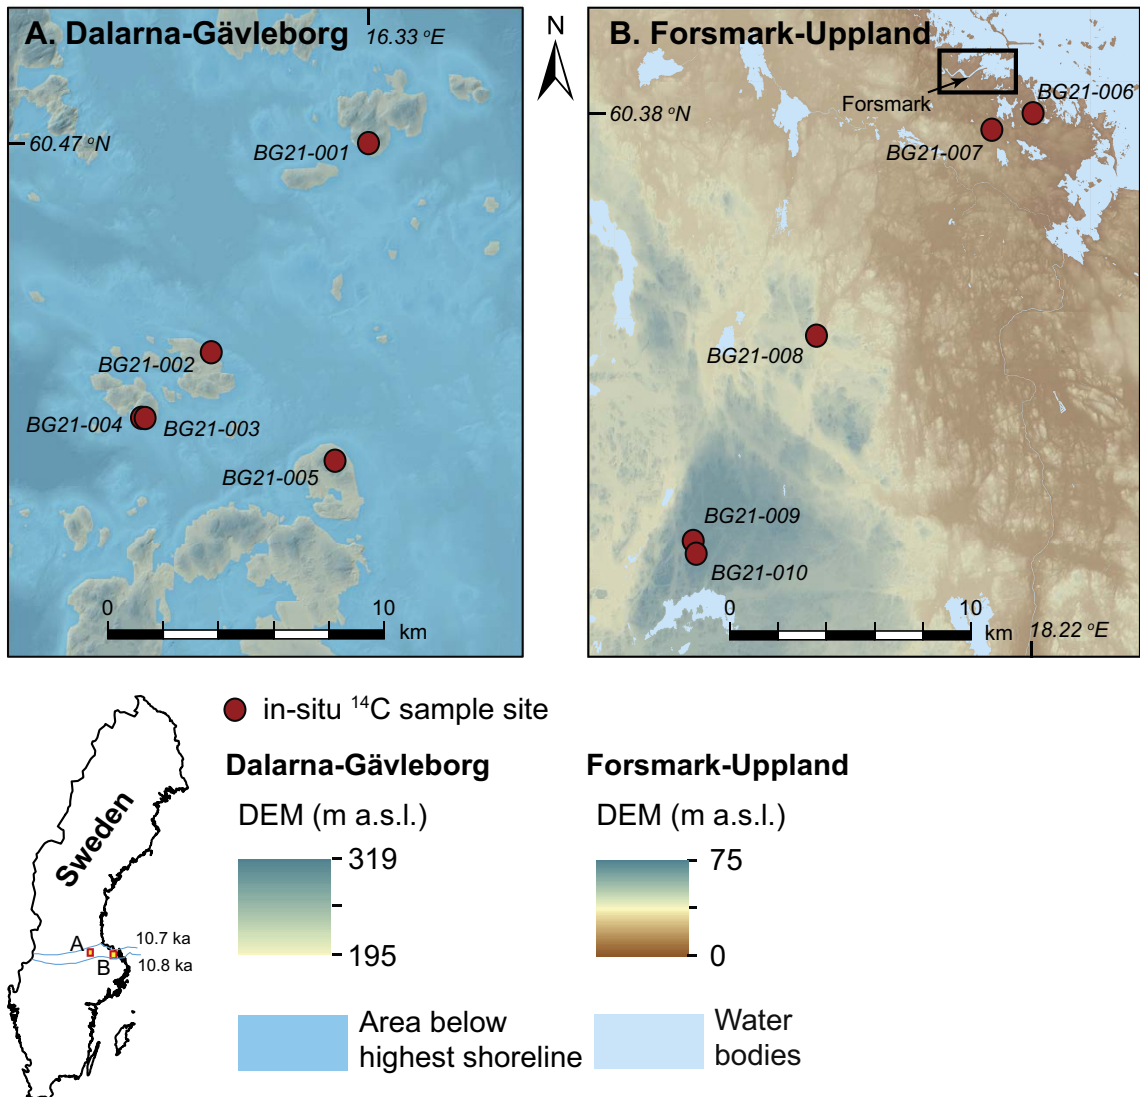 A. Dalarna-Gävleborg
16.33 °E
60.47 °N
BG21-001
BG21-002
BG21-004
BG21-003
BG21-005
0
10
km
N
B. Forsmark-Uppland
Forsmark
BG21-006
60.38 °N
BG21-007
BG21-008
BG21-009
BG21-010
0
10
km
18.22 °E
in-situ ¹⁴C sample site
Dalarna-Gävleborg
DEM (m a.s.l.)
319
195
Area below
highest shoreline
Forsmark-Uppland
DEM (m a.s.l.)
75
0
Water
bodies
Sweden
A
10.7 ka
B
10.8 ka